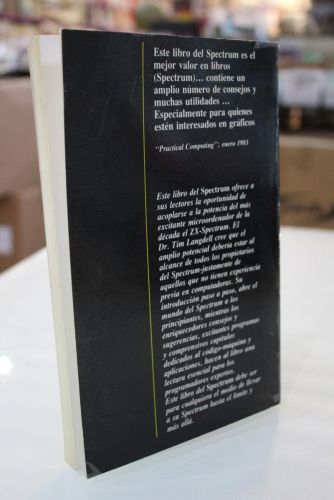 Este libro del Spectrum es el
mejor valor en libros
(Spectrum)... contiene un
amplio número de consejos y
muchas utilidades ...
Especialmente para quienes
estén interesados en gráficos
"Practical Computing"; enero 1983
Este libro del Spectrum ofrece a
sus lectores la oportunidad de
acoplarse a la potencia del más
excitante microordenador de la
década el ZX-Spectrum. El
Dr. Tim Langdell cree que el
amplio potencial debería estar al
alcance de todos los propietarios
del Spectrum-justamente de
aquellos que no tienen experiencia
previa en computadoras. Su
introducción paso a paso, abre el
mundo del Spectrum a los
principiantes, mientras los
enriquecedores consejos y
sugerencias, excitantes programas
y comprensivos capítulos
dedicados al código-máquina y
aplicaciones, hacen al libro una
lectura esencial para los
programadores expertos.
Este libro del Spectrum debe ser
para cualquiera el medio de llevar
a su Spectrum hasta el límite y
más allá.